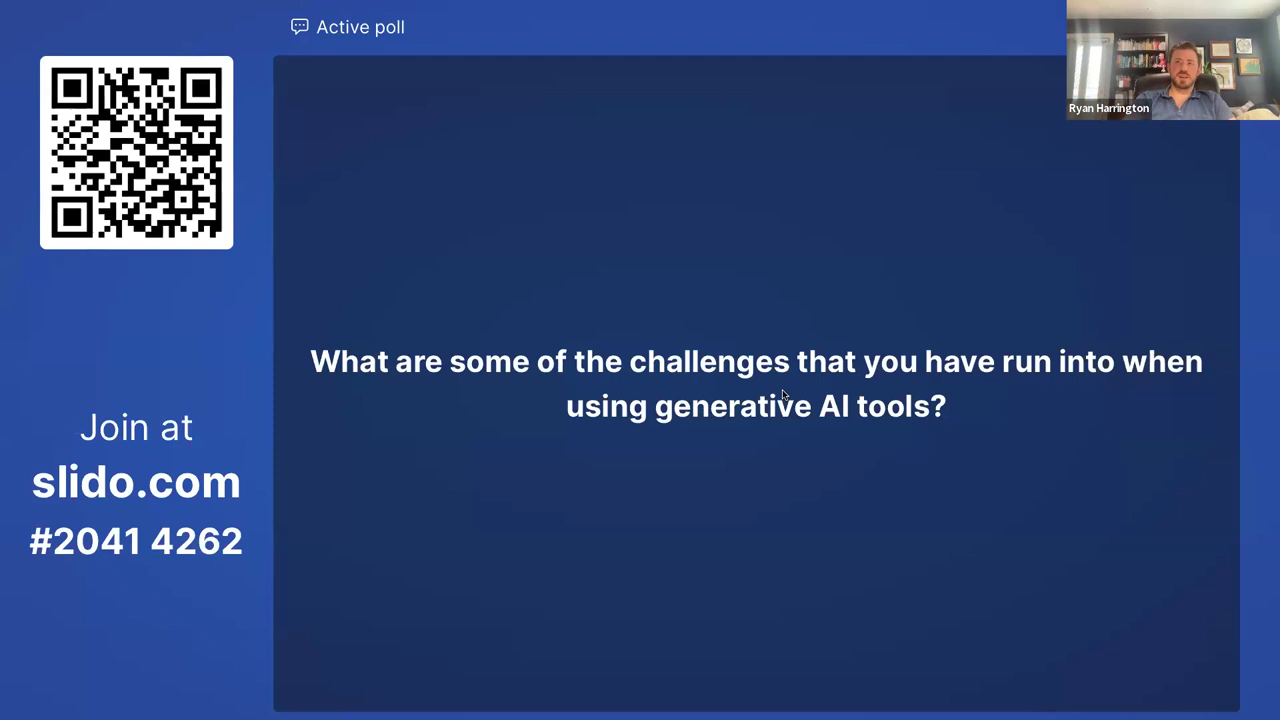 Active poll
Ryan Harrington
What are some of the challenges that you have run into when
using generative AI tools?
Join at
slido.com
#2041 4262